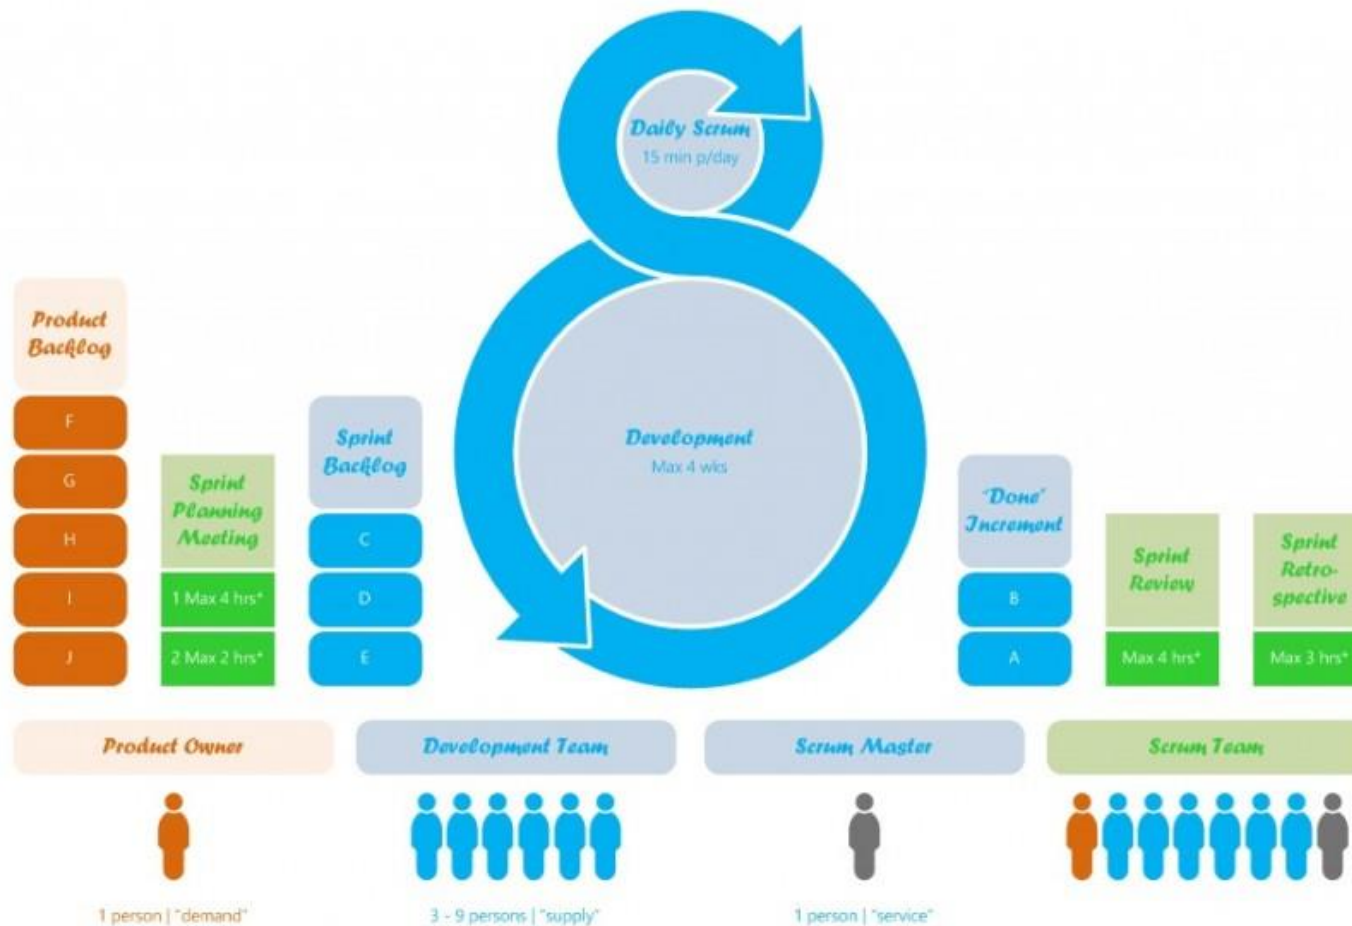 Daily Scrum
15 min p/day
Product
Backlog
F
G
H
I
J
Sprint
Planning
Meeting
1 Max 4 hrs*
2 Max 2 hrs*
Sprint
Backlog
C
D
E
Development
Max 4 wks
"Done"
Increment
B
A
Sprint
Review
Max 4 hrs*
Sprint
Retro-
spective
Max 3 hrs*
Product Owner
Development Team
Scrum Master
Scrum Team
1 person | "demand"
3 - 9 persons | "supply"
1 person | "service"